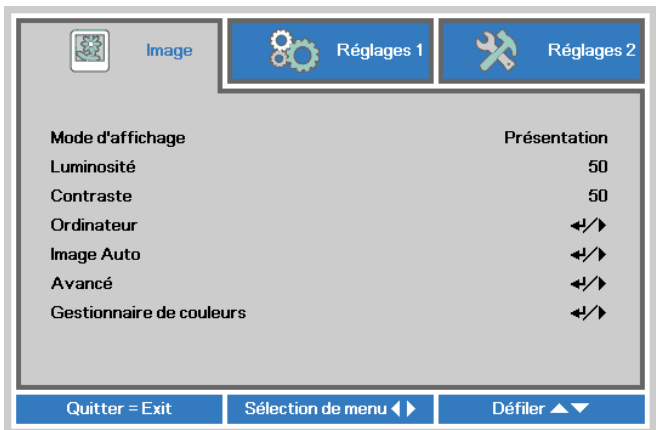 Image Réglages 1 Réglages 2
Mode d'affichage Présentation
Luminosité 50
Contraste 50
Ordinateur
Image Auto
Avancé
Gestionnaire de couleurs
Quitter = Exit Sélection de menu Défiler